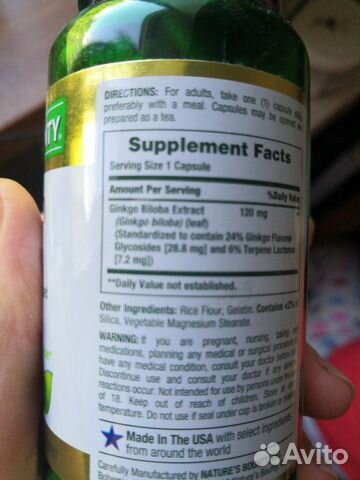 TY®
DIRECTIONS: For adults, take one (1) capsule
preferably with a meal. Capsules may be opened
prepared as a tea.
Supplement Facts
Serving Size 1 Capsule
Amount Per Serving %Daily Value
Ginkgo Biloba Extract 120 mg
(Ginkgo biloba) (leaf)
(Standardized to contain 24% Ginkgo Flavone
Glycosides [28.8 mg] and 6% Terpene Lactones
[7.2 mg])
**Daily Value not established.
Other Ingredients: Rice Flour, Gelatin. Contains <2% of
Silica, Vegetable Magnesium Stearate.
WARNING: If you are pregnant, nursing, taking any
medications, planning any medical or surgical procedure or
have any medical condition, consult your doctor before
Discontinue use and consult your doctor if any
reactions occur. Not intended for use by persons under the
of 18. Keep out of reach of children. Store at
temperature. Do not use if seal under cap is broken or
Made In The USA with select ingredients
from around the world
Carefully Manufactured by NATURE'S
Avito